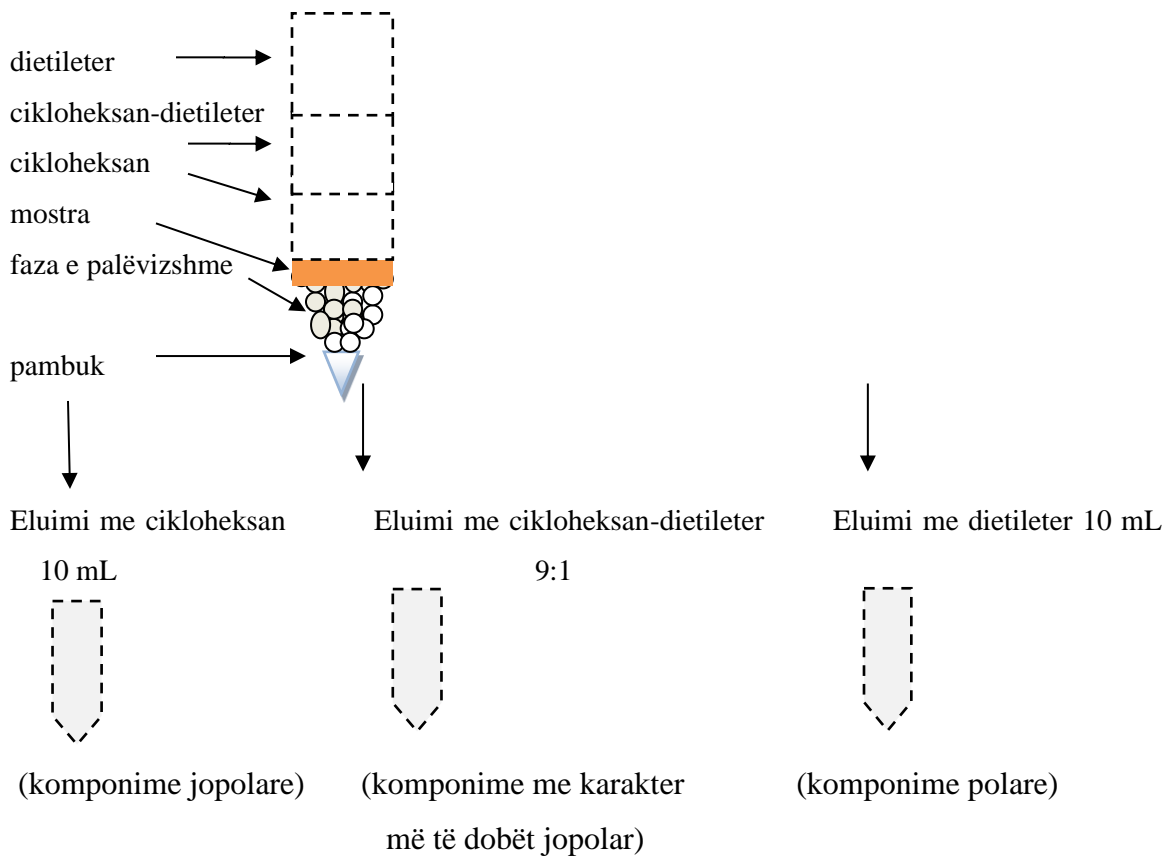 dietileter
cikloheksan-dietileter
cikloheksan
mostra
faza e palëvizshme
pambuk
Eluimi me cikloheksan
10 mL
Eluimi me cikloheksan-dietileter
9:1
Eluimi me dietileter 10 mL
(komponime jopolare)
(komponime me karakter
më të dobët jopolar)
(komponime polare)